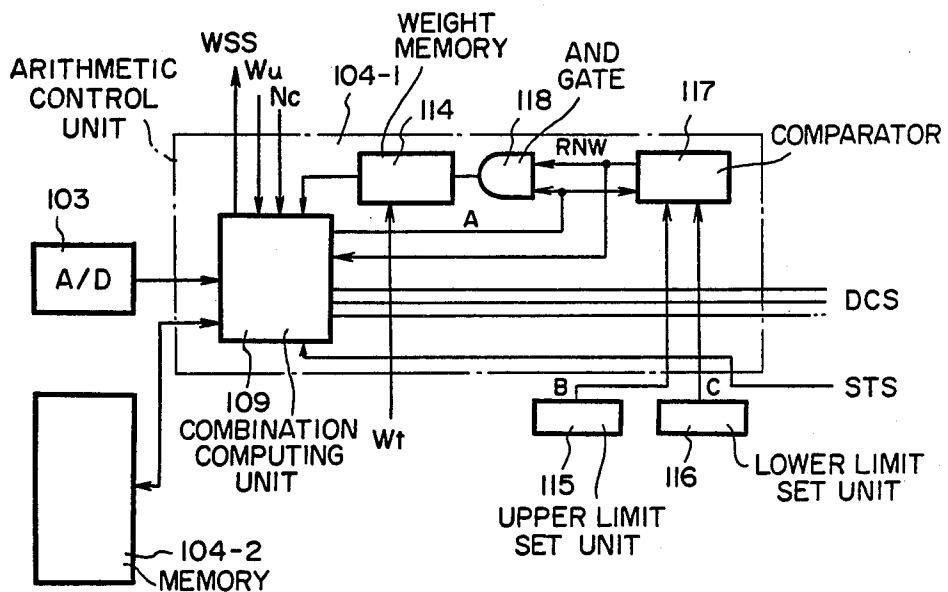 WSS
Wu
Nc
WEIGHT
MEMORY
104-1
114
AND
GATE
118
117
COMPARATOR
ARITHMETIC
CONTROL
UNIT
RNW
A
103
A/D
DCS
STS
109
COMBINATION
COMPUTING
UNIT
Wt
B
C
115
UPPER LIMIT
SET UNIT
116
LOWER LIMIT
SET UNIT
104-2
MEMORY